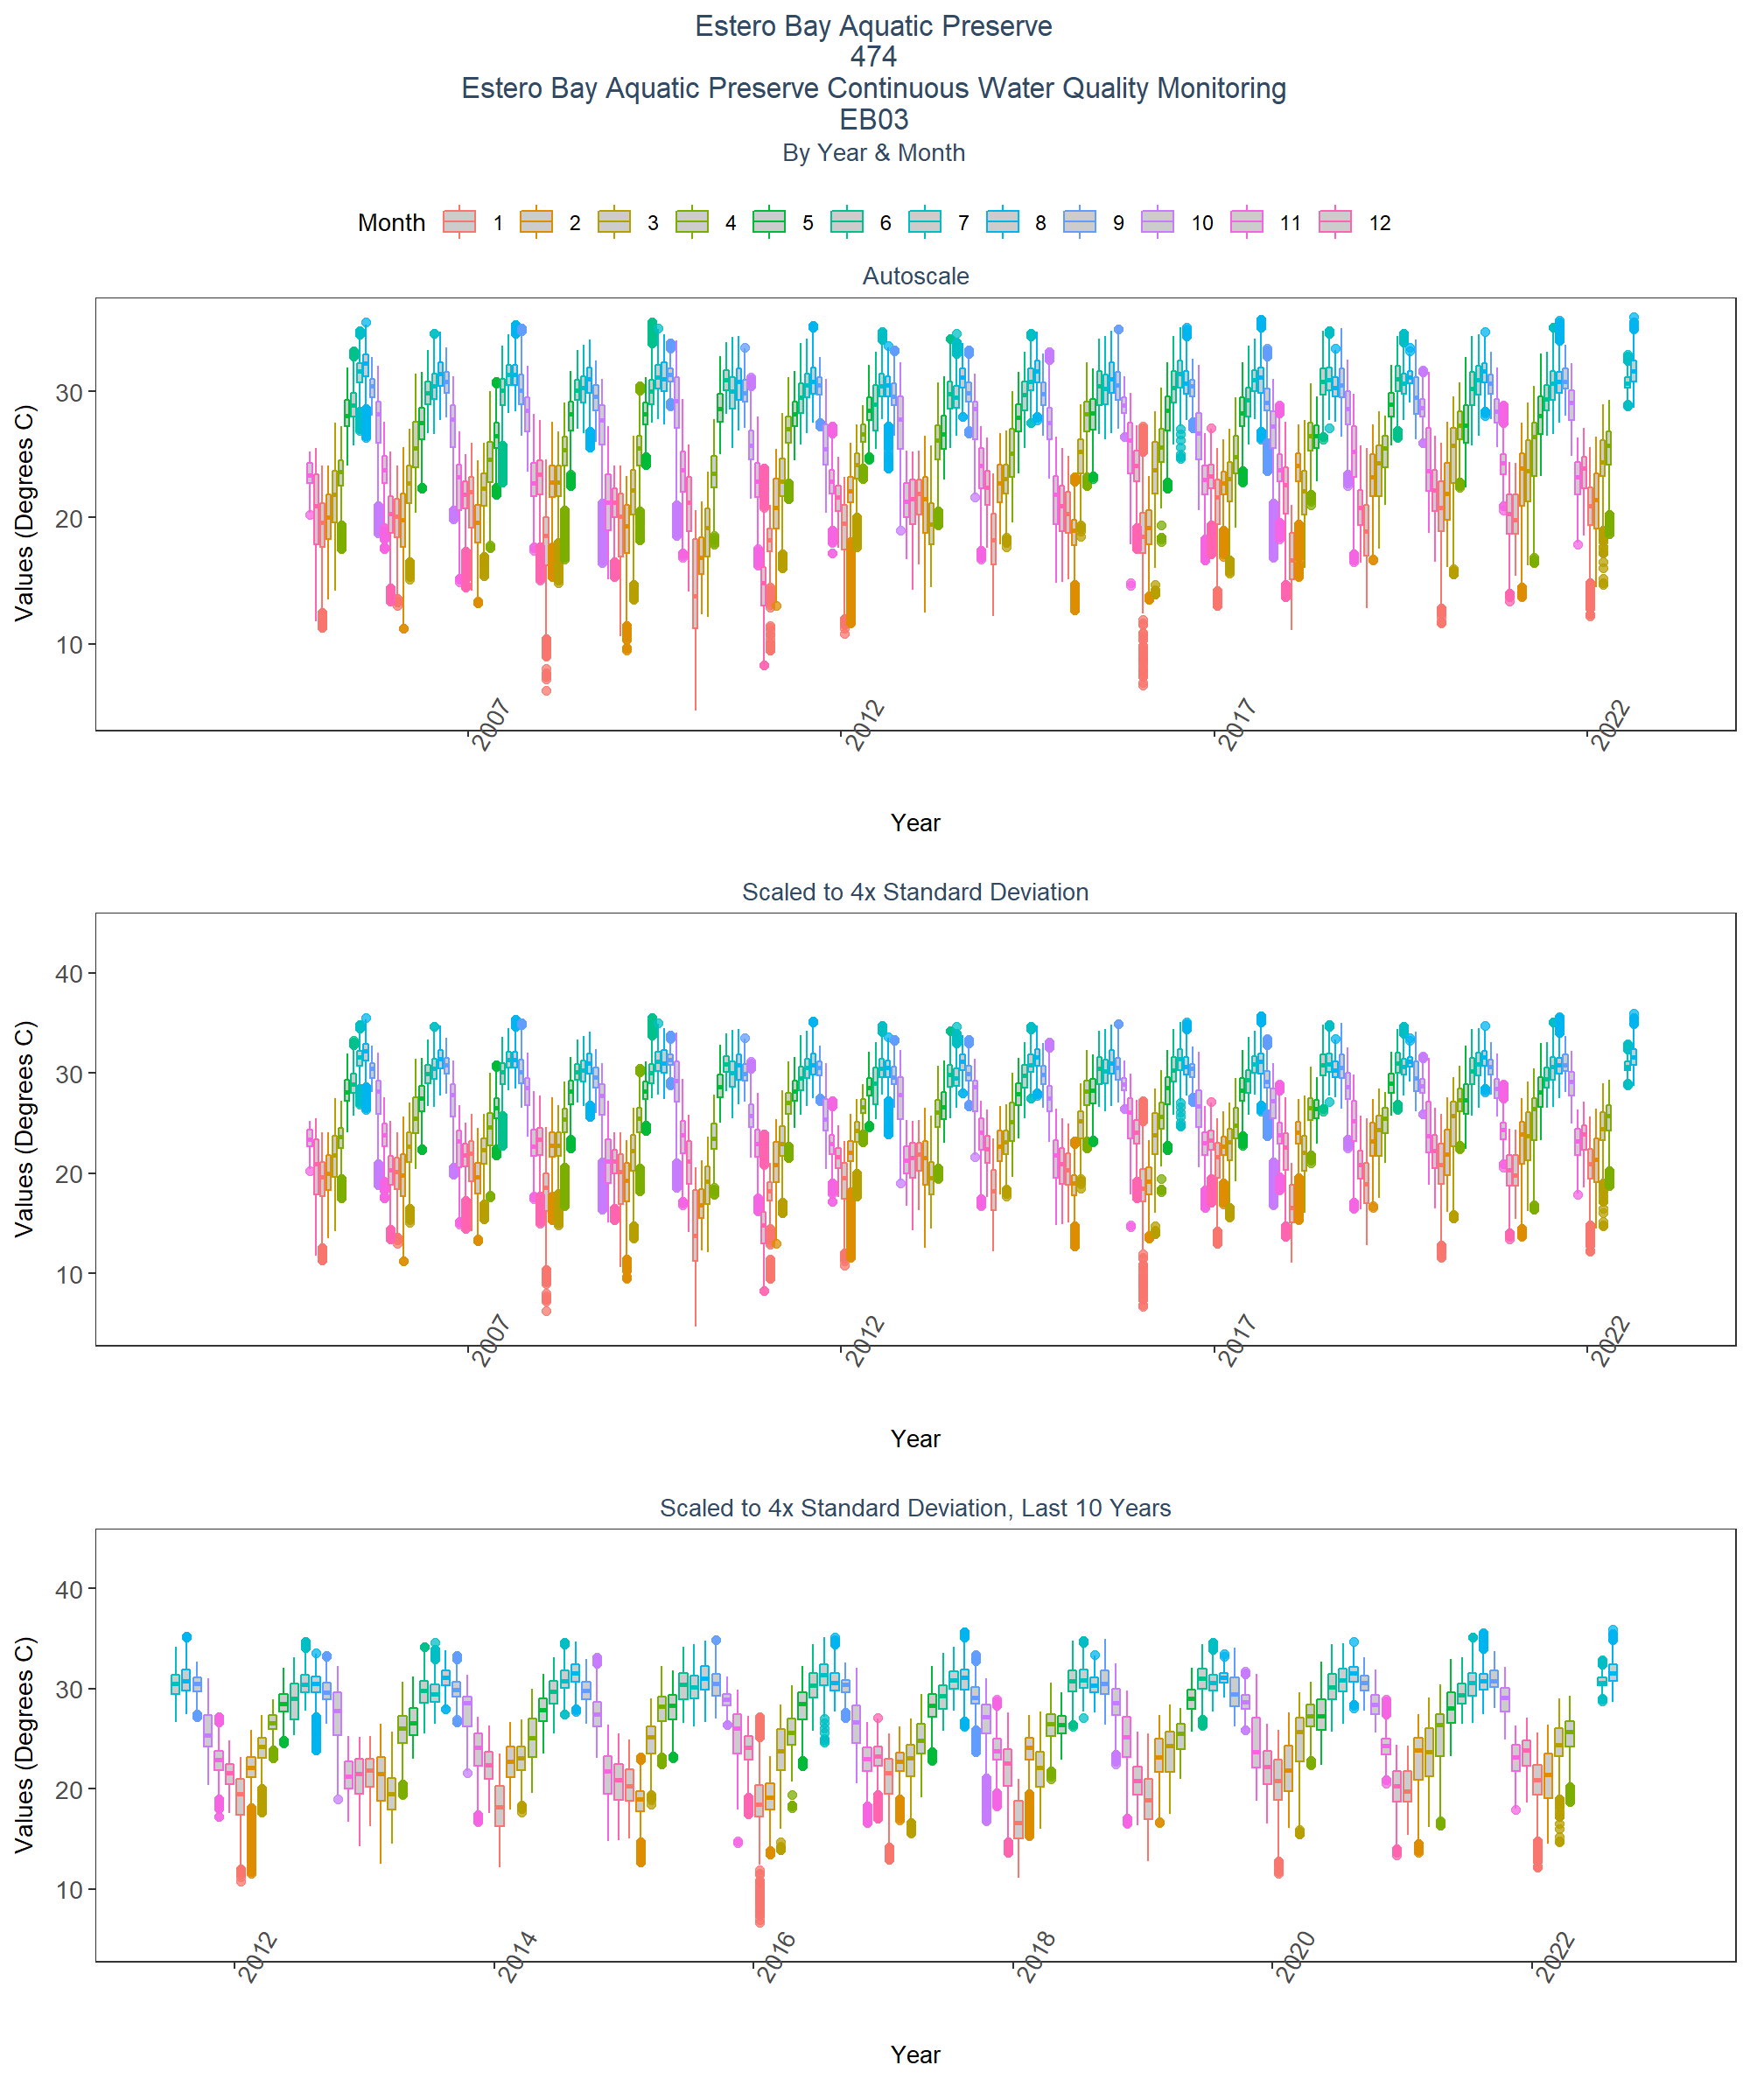 Estero Bay Aquatic Preserve
474
Estero Bay Aquatic Preserve Continuous Water Quality Monitoring
EB03
By Year & Month
Month 1 2 3 4 5 6 7 8 9 10 11 12
Autoscale
Values (Degrees C)
30
20
10
2007 2012 2017 2022
Year
Scaled to 4x Standard Deviation
Values (Degrees C)
40
30
20
10
2007 2012 2017 2022
Year
Scaled to 4x Standard Deviation, Last 10 Years
Values (Degrees C)
40
30
20
10
2012 2014 2016 2018 2020 2022
Year